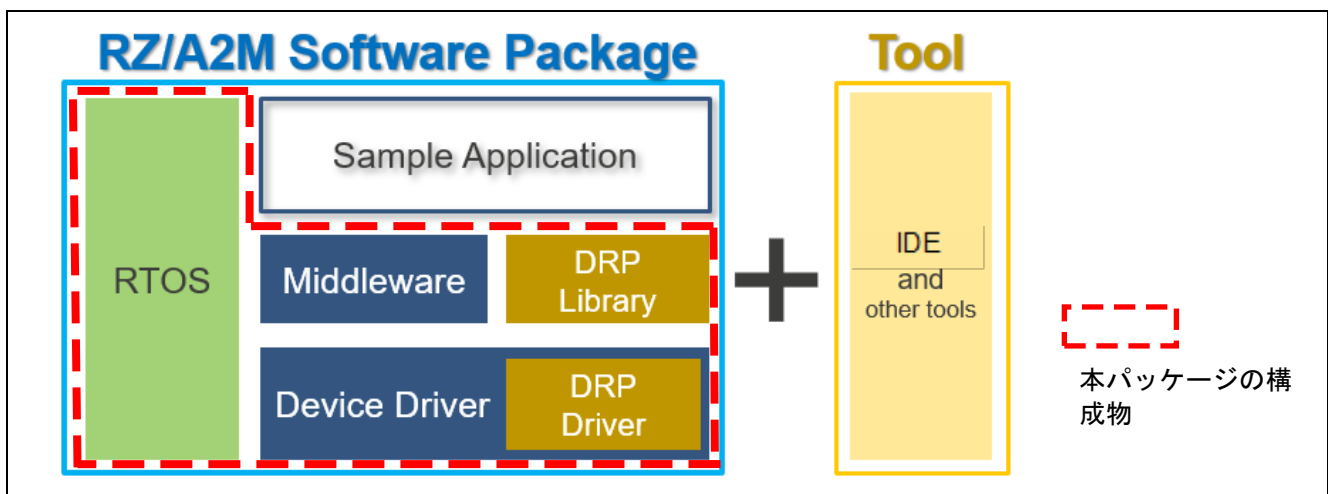 RZ/A2M Software Package
Tool
RTOS
Sample Application
Middleware
DRP
Library
Device Driver
DRP
Driver
+
IDE
and
other tools
本パッケージの構
成物